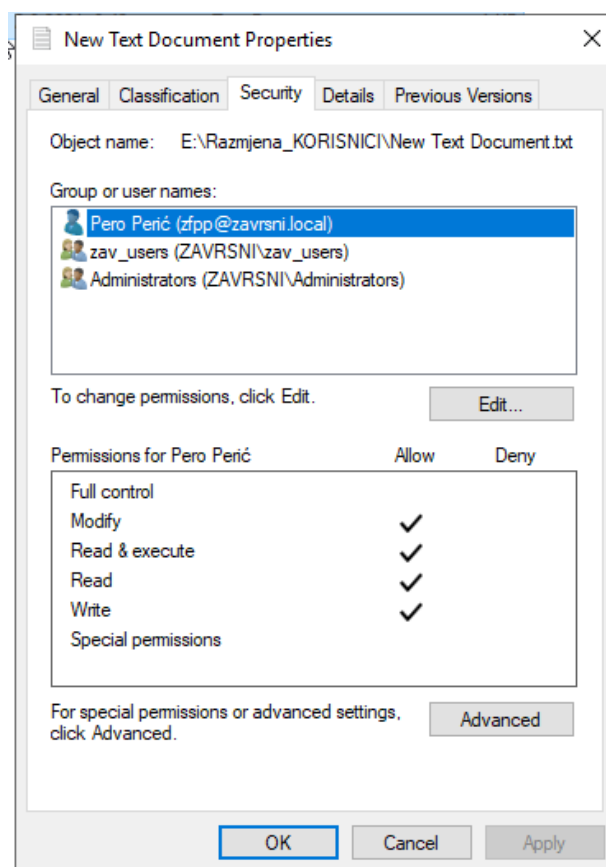 New Text Document Properties
General Classification Security Details Previous Versions
Object name: E:\Razmjena_KORISNICI\New Text Document.txt
Group or user names:
Pero Perić (zfpp@zavrsni.local)
zav_users (ZAVRSNI\zav_users)
Administrators (ZAVRSNI\Administrators)
To change permissions, click Edit.
Edit...
Permissions for Pero Perić Allow Deny
Full control
Modify
Read & execute
Read
Write
Special permissions
For special permissions or advanced settings,
click Advanced.
Advanced
OK Cancel Apply